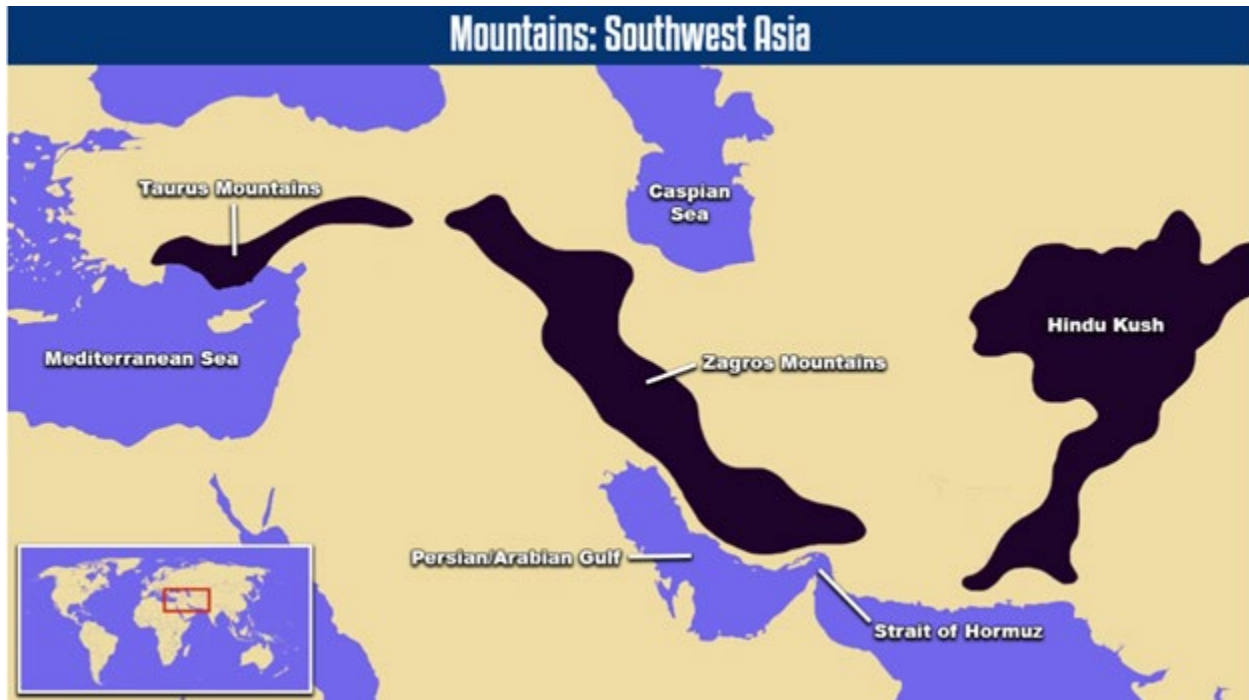 Mountains: Southwest Asia
Taurus Mountains
Caspian
Sea
Hindu Kush
Mediterranean Sea
Zagros Mountains
Persian/Arabian Gulf
Strait of Hormuz